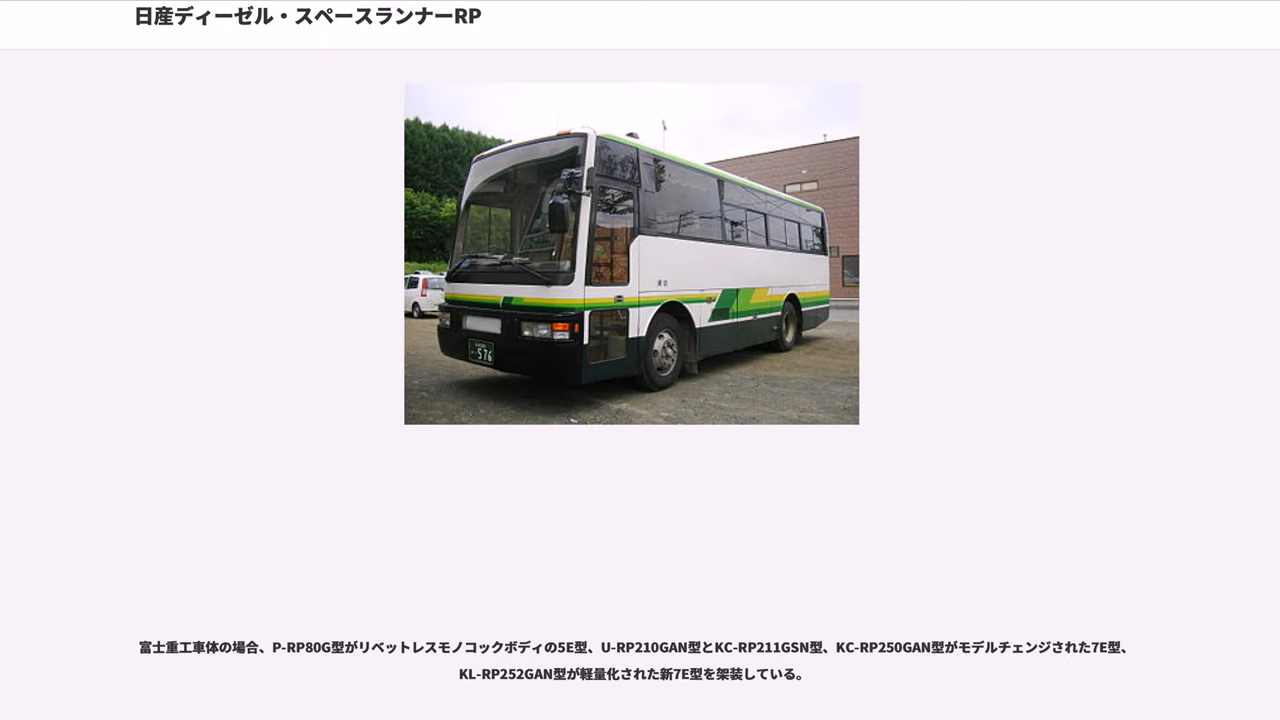 日産ディーゼル・スペースランナーRP
576
富士重工車体の場合、P-RP80G型がリベットレスモノコックボディの5E型、U-RP210GAN型とKC-RP211GSN型、KC-RP250GAN型がモデルチェンジされた7E型、
KL-RP252GAN型が軽量化された新7E型を架装している。